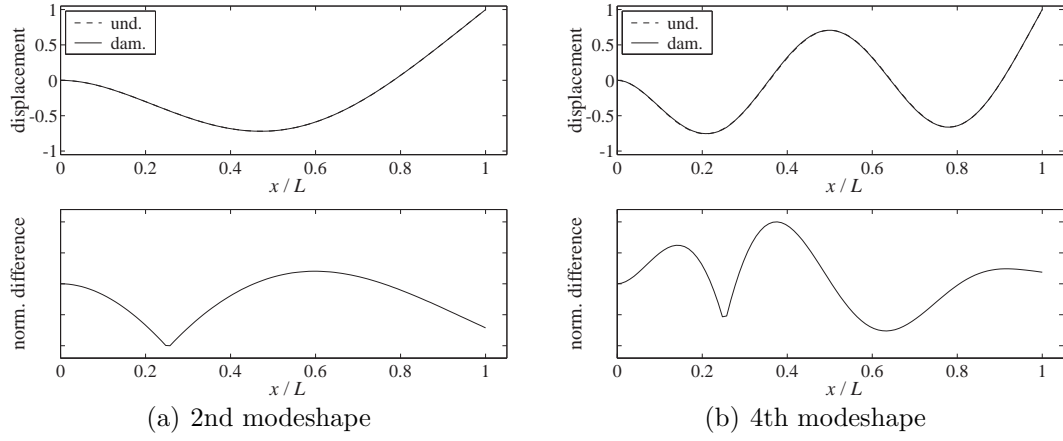 1
0.5
0
-0.5
-1
displacement
und.
dam.
0 0.2 0.4 0.6 0.8 1
x / L
norm. difference
0 0.2 0.4 0.6 0.8 1
x / L
(a) 2nd modeshape
1
0.5
0
-0.5
-1
displacement
und.
dam.
0 0.2 0.4 0.6 0.8 1
x / L
norm. difference
0 0.2 0.4 0.6 0.8 1
x / L
(b) 4th modeshape